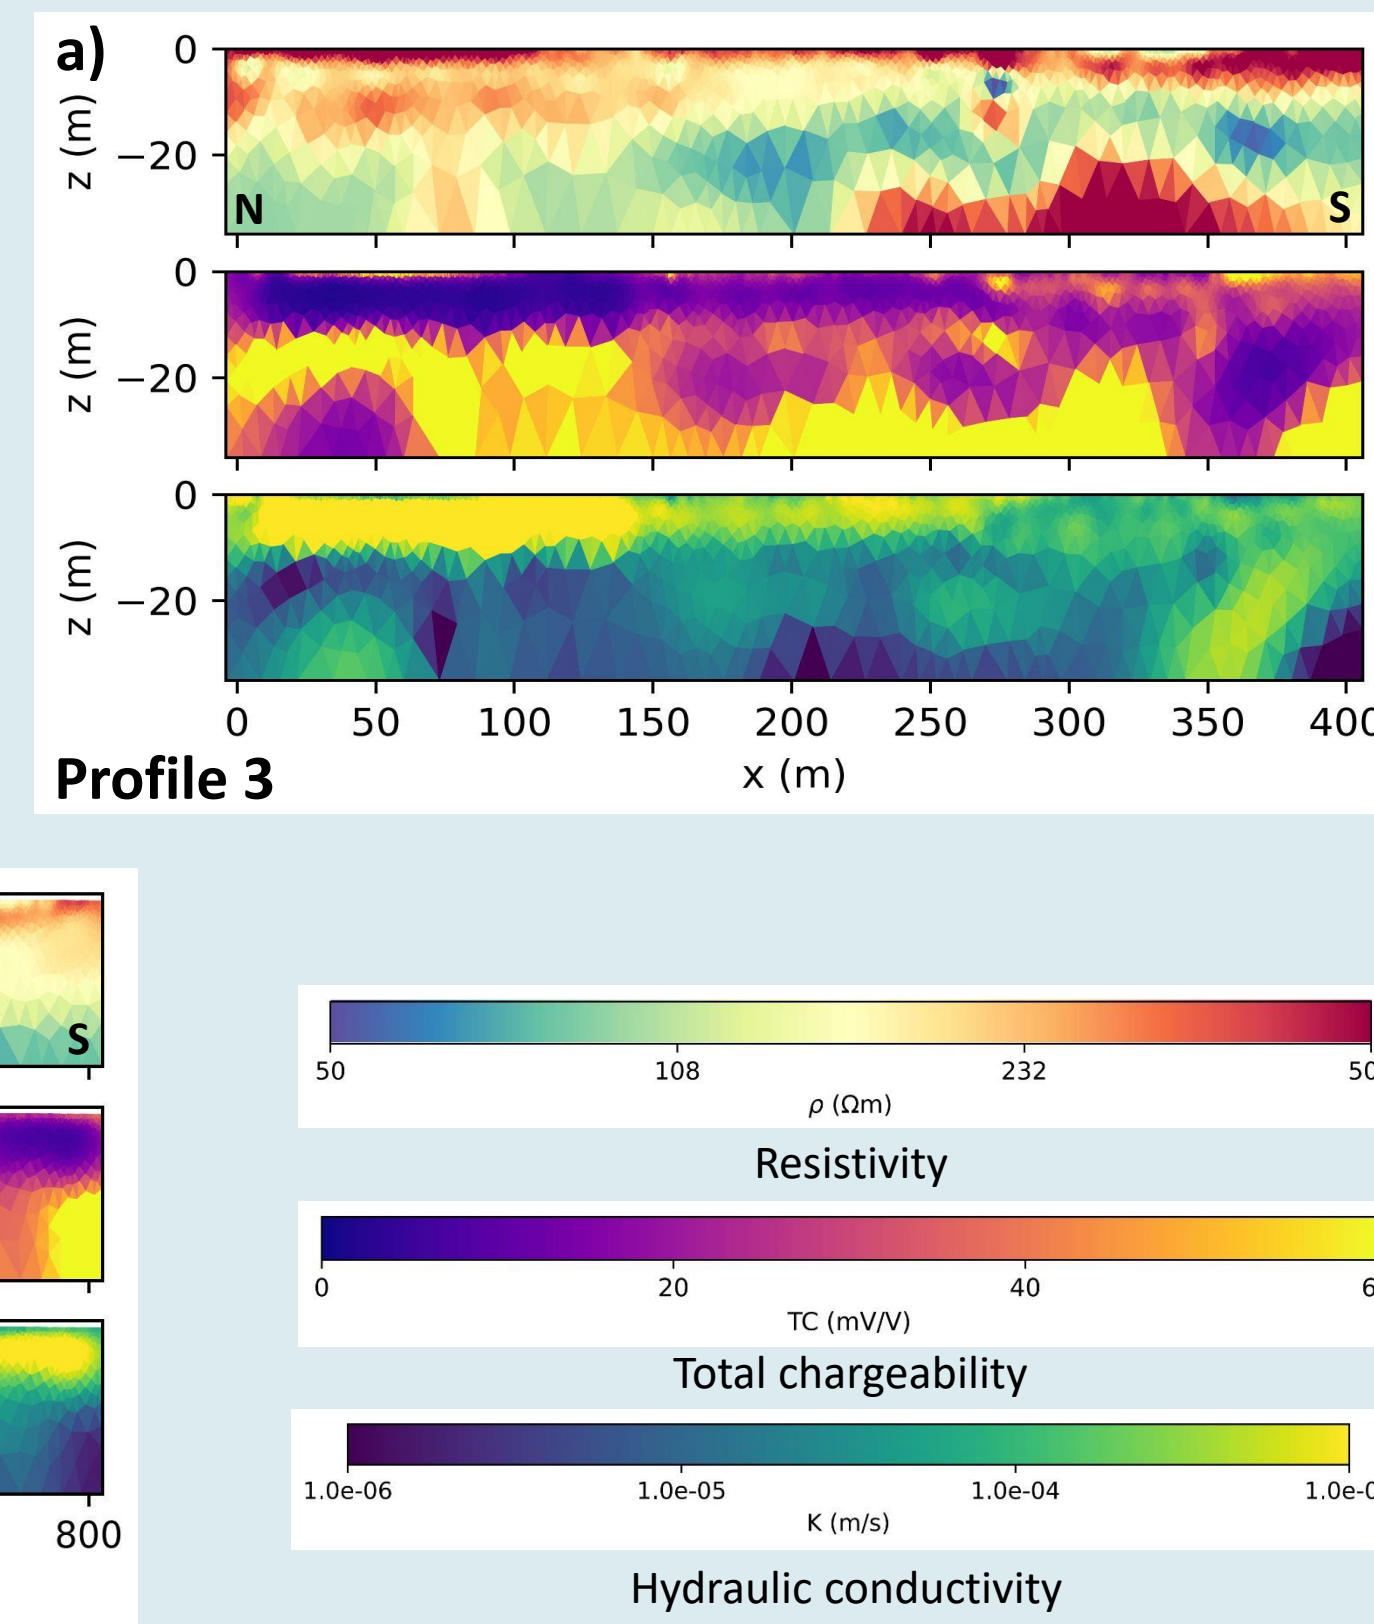 a)
0
z (m)
−20
N
S
0
z (m)
−20
0
z (m)
−20
0 50 100 150 200 250 300 350 400
x (m)
Profile 3
S
800
50 108 232
ρ (Ωm)
Resistivity
0 20 40
TC (mV/V)
Total chargeability
1.0e-06 1.0e-05 1.0e-04
K (m/s)
Hydraulic conductivity